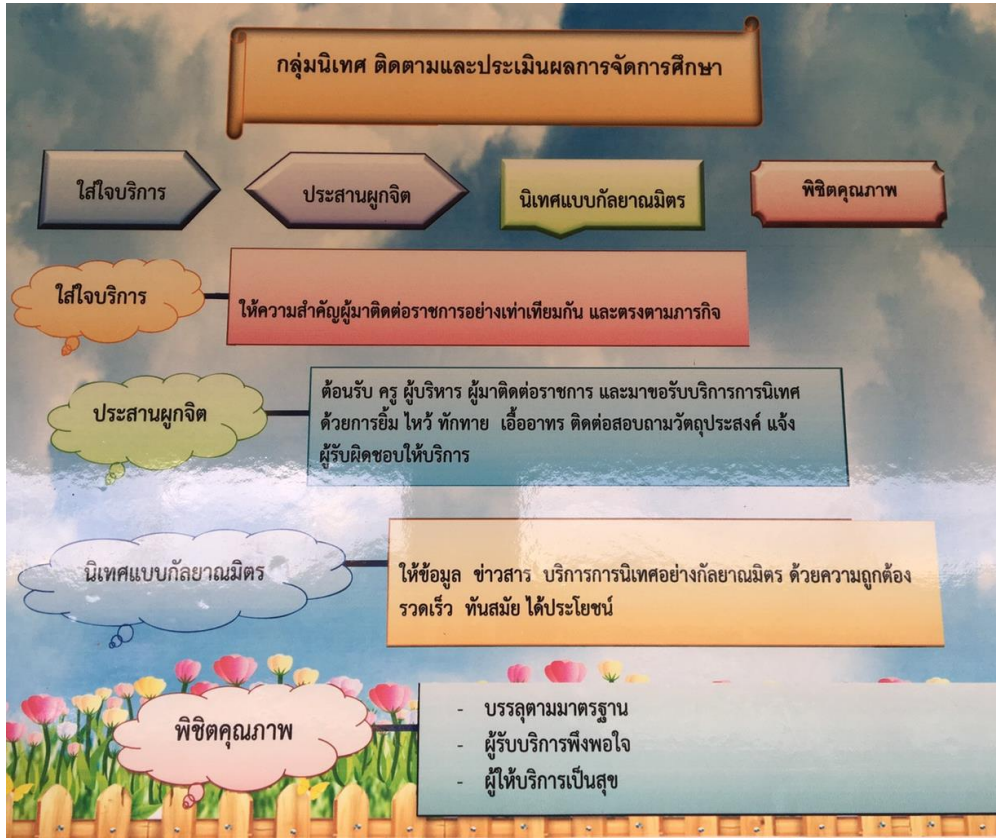 กลุ่มนิเทศ ติดตามและประเมินผลการจัดการศึกษา
ใส่ใจบริการ
ประสานผูกจิต
นิเทศแบบกัลยาณมิตร
พิชิตคุณภาพ
ใส่ใจบริการ
ให้ความสำคัญผู้มาติดต่อราชการอย่างเท่าเทียมกัน และตรงตามภารกิจ
ประสานผูกจิต
ต้อนรับ ครู ผู้บริหาร ผู้มาติดต่อราชการ และมาขอรับบริการการนิเทศ
ด้วยการยิ้ม ไหว้ ทักทาย เอื้ออาทร ติดต่อสอบถามวัตถุประสงค์ แจ้ง
ผู้รับผิดชอบให้บริการ
นิเทศแบบกัลยาณมิตร
ให้ข้อมูล ข่าวสาร บริการการนิเทศอย่างกัลยาณมิตร ด้วยความถูกต้อง
รวดเร็ว ทันสมัย ได้ประโยชน์
พิชิตคุณภาพ
- บรรลุตามมาตรฐาน
- ผู้รับบริการพึงพอใจ
- ผู้ให้บริการเป็นสุข